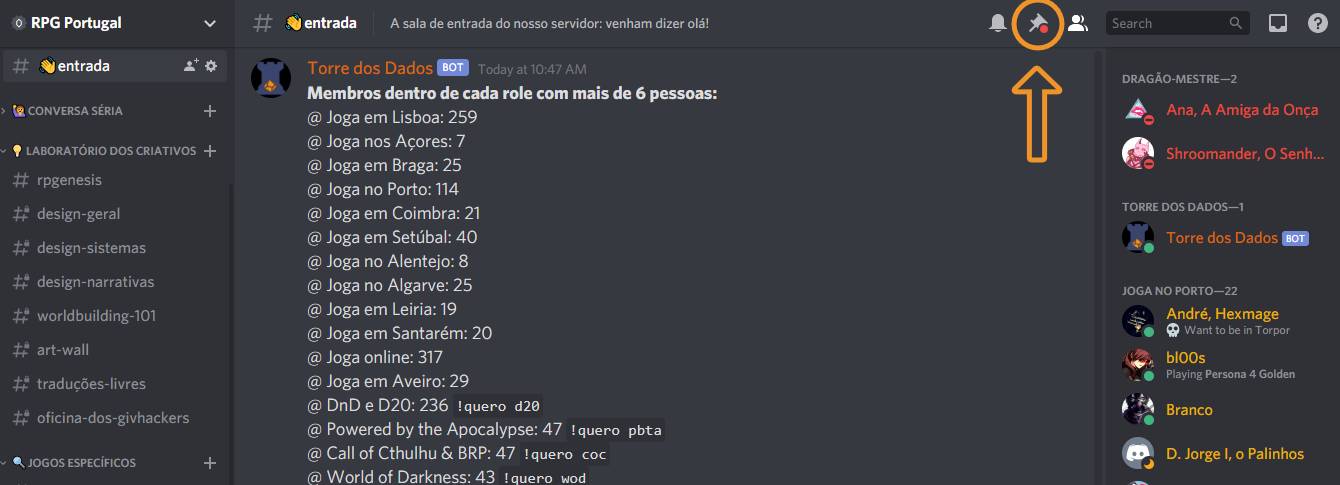 RPG Portugal
entrada
CONVERSA SÉRIA
LABORATÓRIO DOS CRIATIVOS
rpgenesis
design-geral
design-sistemas
design-narrativas
worldbuilding-101
art-wall
traduções-livres
oficina-dos-givhackers
JOGOS ESPECÍFICOS
# entrada
A sala de entrada do nosso servidor: venham dizer olá!
Search
Torre dos Dados BOT Today at 10:47 AM
Membros dentro de cada role com mais de 6 pessoas:
@ Joga em Lisboa: 259
@ Joga nos Açores: 7
@ Joga em Braga: 25
@ Joga no Porto: 114
@ Joga em Coimbra: 21
@ Joga em Setúbal: 40
@ Joga no Alentejo: 8
@ Joga no Algarve: 25
@ Joga em Leiria: 19
@ Joga em Santarém: 20
@ Joga online: 317
@ Joga em Aveiro: 29
@ DnD e D20: 236 !quero d20
@ Powered by the Apocalypse: 47 !quero pbta
@ Call of Cthulhu & BRP: 47 !quero coc
@ World of Darkness: 43 !quero wod
DRAGÃO-MESTRE—2
Ana, A Amiga da Onça
Shroomander, O Senh...
TORRE DOS DADOS—1
Torre dos Dados BOT
JOGA NO PORTO—22
André, Hexmage
Want to be in Torpor
bl00s
Playing Persona 4 Golden
Branco
D. Jorge I, o Palinhos